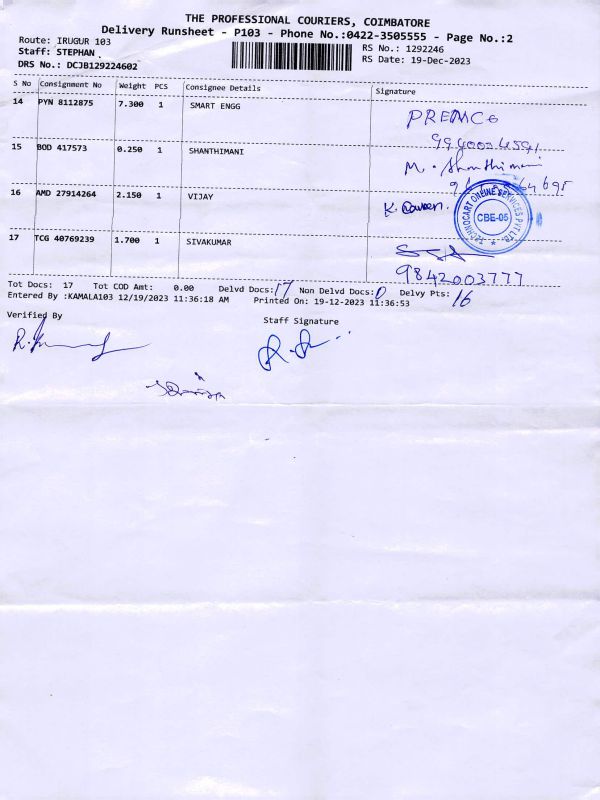 THE PROFESSIONAL COURIERS, COIMBATORE
Delivery Runsheet - P103 - Phone No.:0422-3505555 - Page No.:2
Route: IRUGUR 103
RS No.: 1292246
Staff: STEPHAN
RS Date: 19-Dec-2023
DRS No.: DCJB129224602
S No Consignment No Weight PCS Consignee Details Signature
14 PYN 8112875 7.300 1 SMART ENGG PREMCO
15 BOD 417573 0.250 1 SHANTHIMANI M. Shanthimani
16 AMD 27914264 2.150 1 VIJAY K.
TECHNOCART ONLINE SERVICES PVT LTD.
CBE-05
17 TCG 40769239 1.700 1 SIVAKUMAR
9842003777
Tot Docs: 17 Tot COD Amt: 0.00 Delvd Docs: 17 Non Delvd Docs: 0 Delvy Pts: 16
Entered By :KAMALA103 12/19/2023 11:36:18 AM Printed On: 19-12-2023 11:36:53
Verified By
Staff Signature